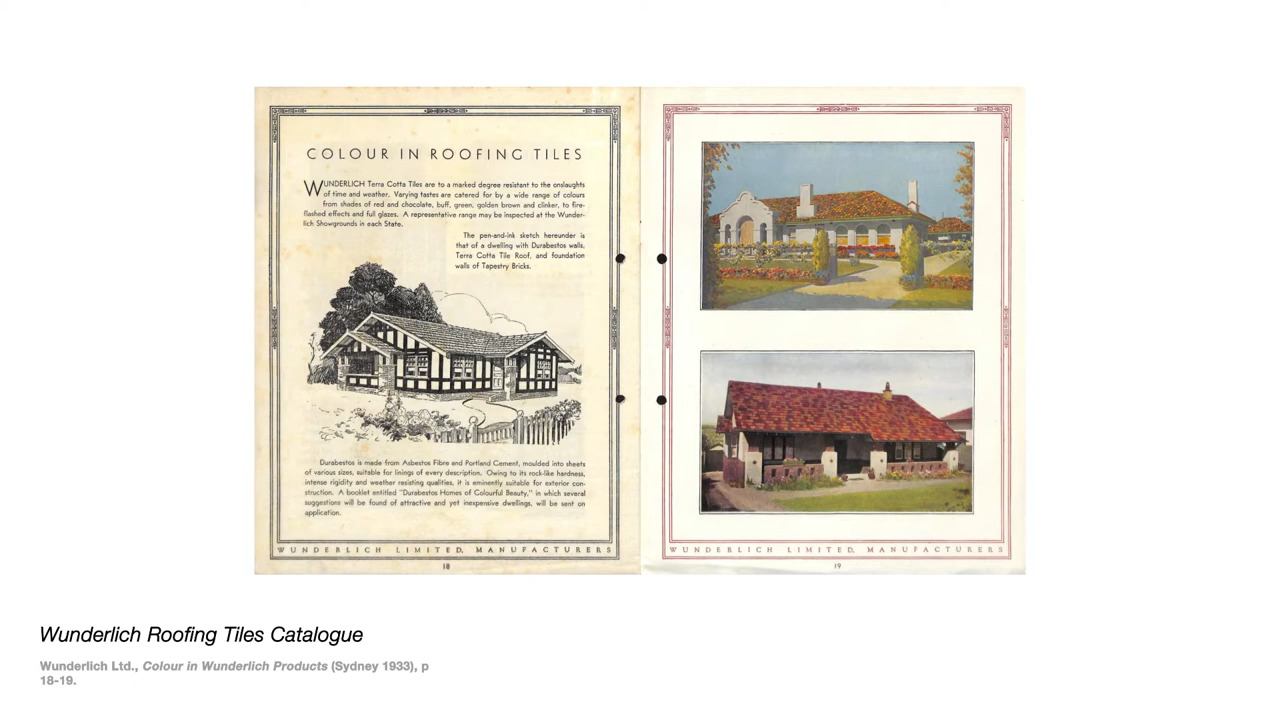 COLOUR IN ROOFING TILES
WUNDERLICH Terra Cotta Tiles are to a marked degree resistant to the onslaughts
of time and weather. Varying tastes are catered for by a wide range of colours
from shades of red and chocolate, buff, green, golden brown and clinker, to fire-
flashed effects and full glazes. A representative range may be inspected at the Wunder-
lich Showgrounds in each State.
The pen-and-ink sketch hereunder is
that of a dwelling with Durabestos walls,
Terra Cotta Tile Roof, and foundation
walls of Tapestry Bricks.
Durabestos is made from Asbestos Fibre and Portland Cement, moulded into sheets
of various sizes, suitable for linings of every description. Owing to its rock-like hardness,
intense rigidity and weather resisting qualities, it is eminently suitable for exterior con-
struction. A booklet entitled "Durabestos Homes of Colourful Beauty," in which several
suggestions will be found of attractive and yet inexpensive dwellings, will be sent on
application.
WUNDERLICH LIMITED, MANUFACTURERS
18
WUNDERLICH LIMITED, MANUFACTURERS
19
Wunderlich Roofing Tiles Catalogue
Wunderlich Ltd., Colour in Wunderlich Products (Sydney 1933), p
18-19.